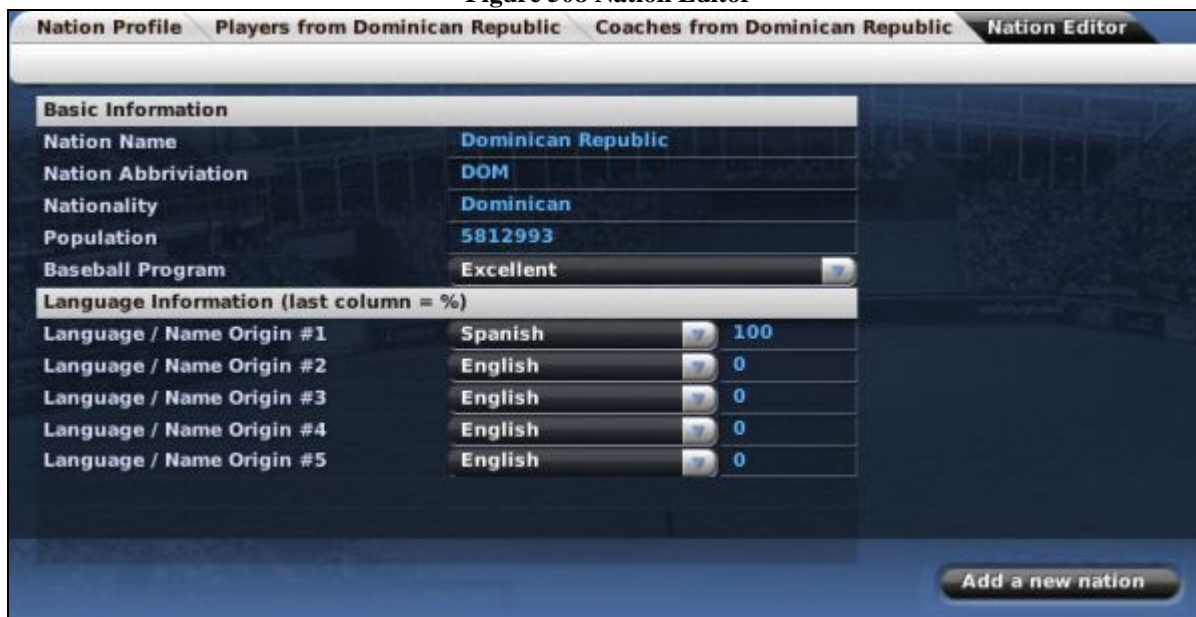 Figure 308 Nation Editor
Nation Profile Players from Dominican Republic Coaches from Dominican Republic Nation Editor
Basic Information
Nation Name Dominican Republic
Nation Abbriviation DOM
Nationality Dominican
Population 5812993
Baseball Program Excellent
Language Information (last column = %)
Language / Name Origin #1 Spanish 100
Language / Name Origin #2 English 0
Language / Name Origin #3 English 0
Language / Name Origin #4 English 0
Language / Name Origin #5 English 0
Add a new nation